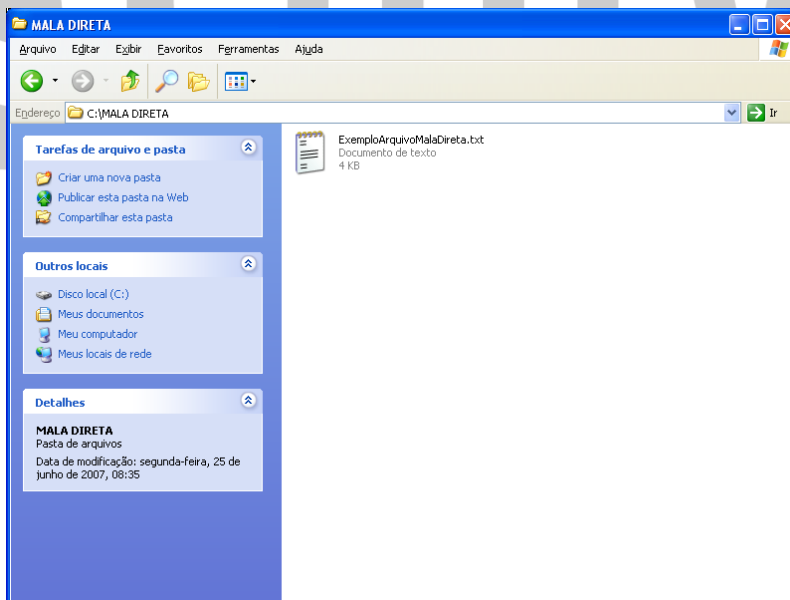 MALA DIRETA
Arquivo Editar Exibir Favoritos Ferramentas Ajuda
Endereço C:\MALA DIRETA Ir
Tarefas de arquivo e pasta
Criar uma nova pasta
Publicar esta pasta na Web
Compartilhar esta pasta
Outros locais
Disco local (C:)
Meus documentos
Meu computador
Meus locais de rede
Detalhes
MALA DIRETA
Pasta de arquivos
Data de modificação: segunda-feira, 25 de
junho de 2007, 08:35
ExemploArquivoMalaDireta.txt
Documento de texto
4 KB